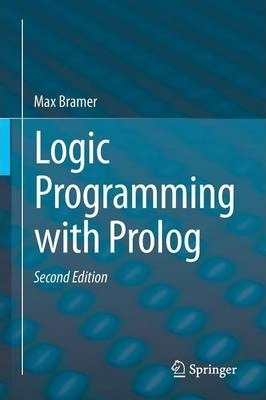 Max Bramer
Logic
Programming
with Prolog
Second Edition
Springer